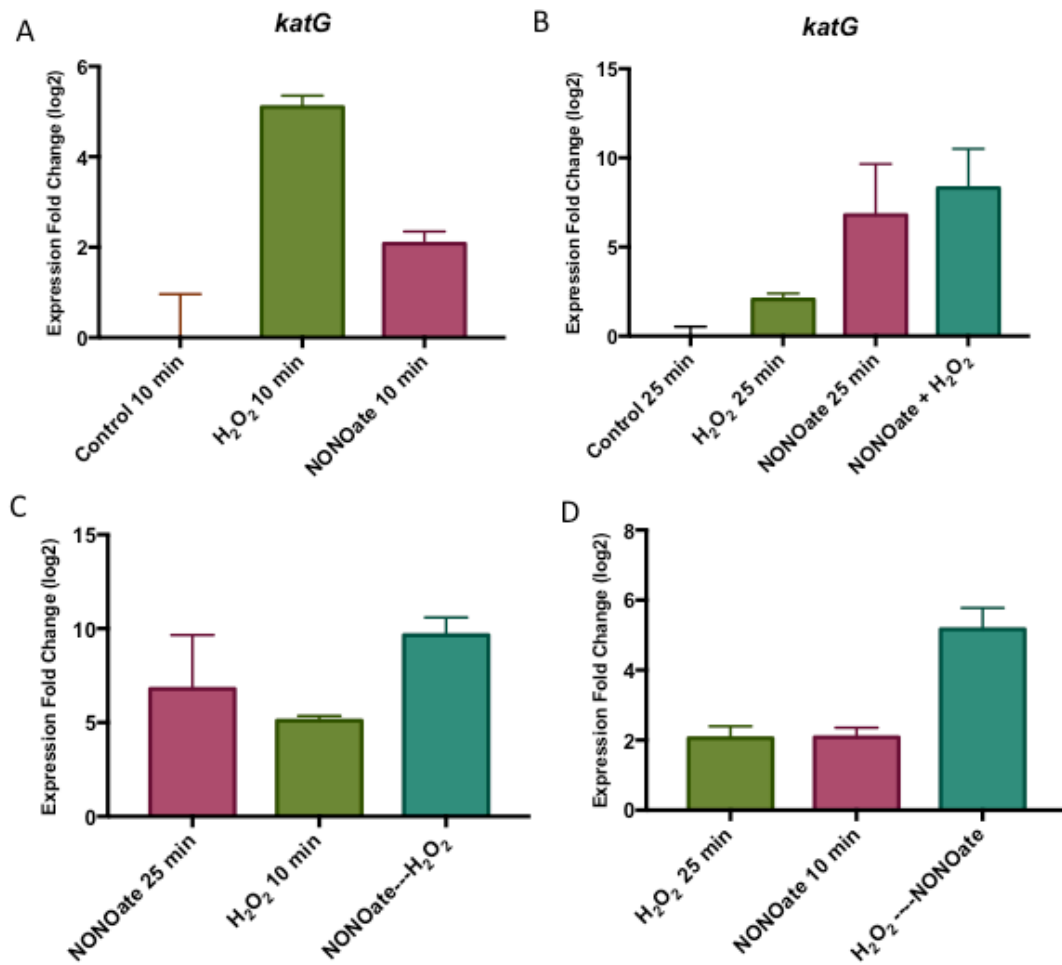 A
katG
Expression Fold Change (log2)
6
4
2
0
Control 10 min
H₂O₂ 10 min
NONOate 10 min
B
katG
Expression Fold Change (log2)
15
10
5
0
Control 25 min
H₂O₂ 25 min
NONOate 25 min
NONOate + H₂O₂
C
Expression Fold Change (log2)
15
10
5
0
NONOate 25 min
H₂O₂ 10 min
NONOate---H₂O₂
D
Expression Fold Change (log2)
8
6
4
2
0
H₂O₂ 25 min
NONOate 10 min
H₂O₂ ----NONOate